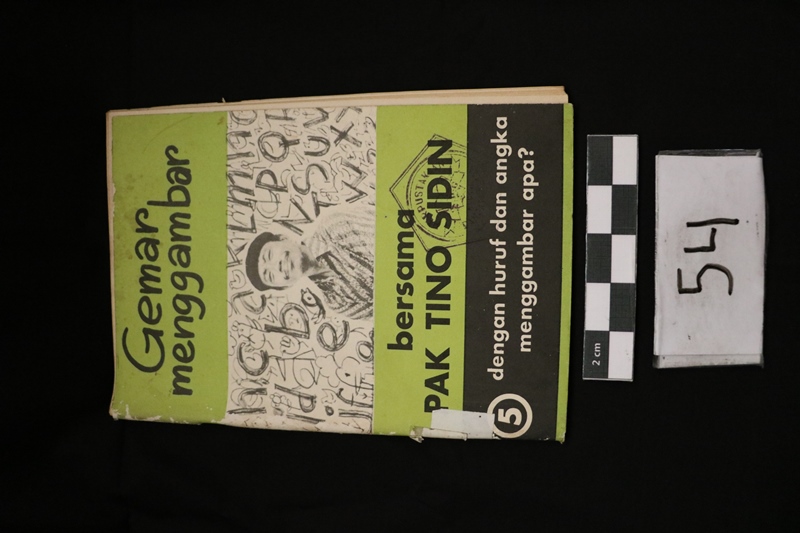 Gemar
menggambar
bersama
PAK TINO SIDIN
5
dengan huruf dan angka
menggambar apa?
2 cm
54